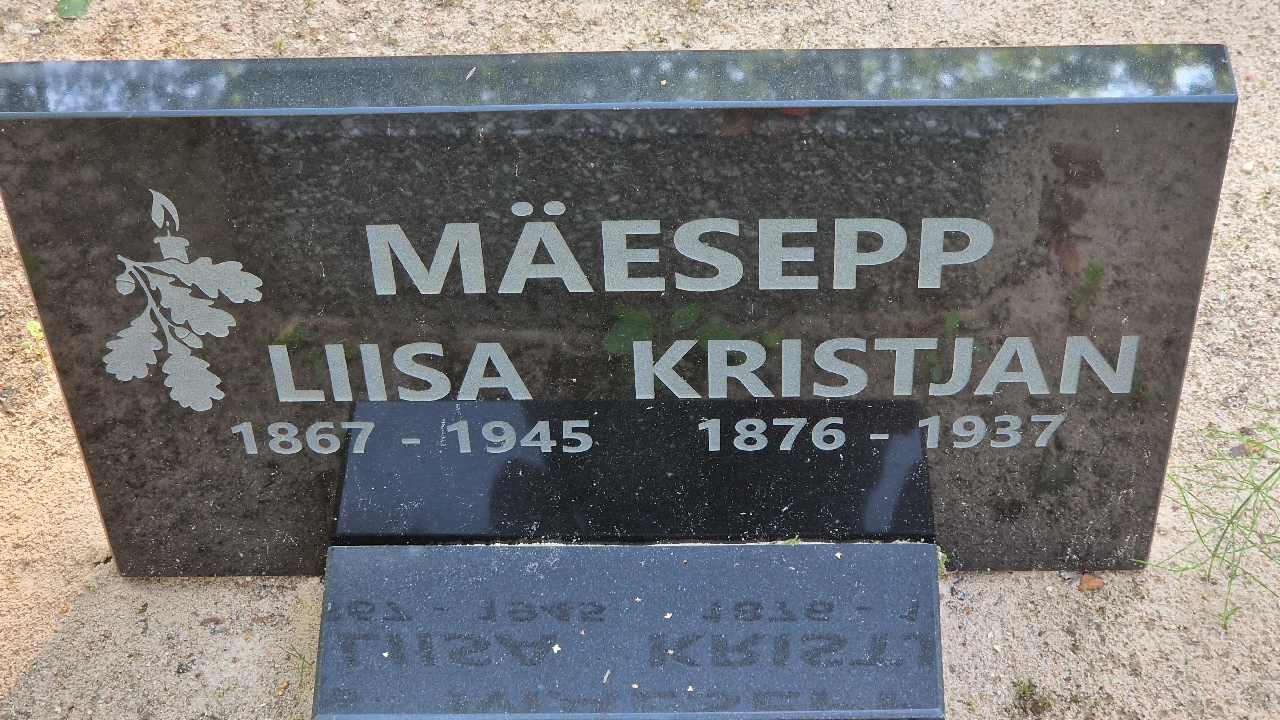 MÄESEPP
LIISA KRISTJAN
1867 - 1945 1876 - 1937